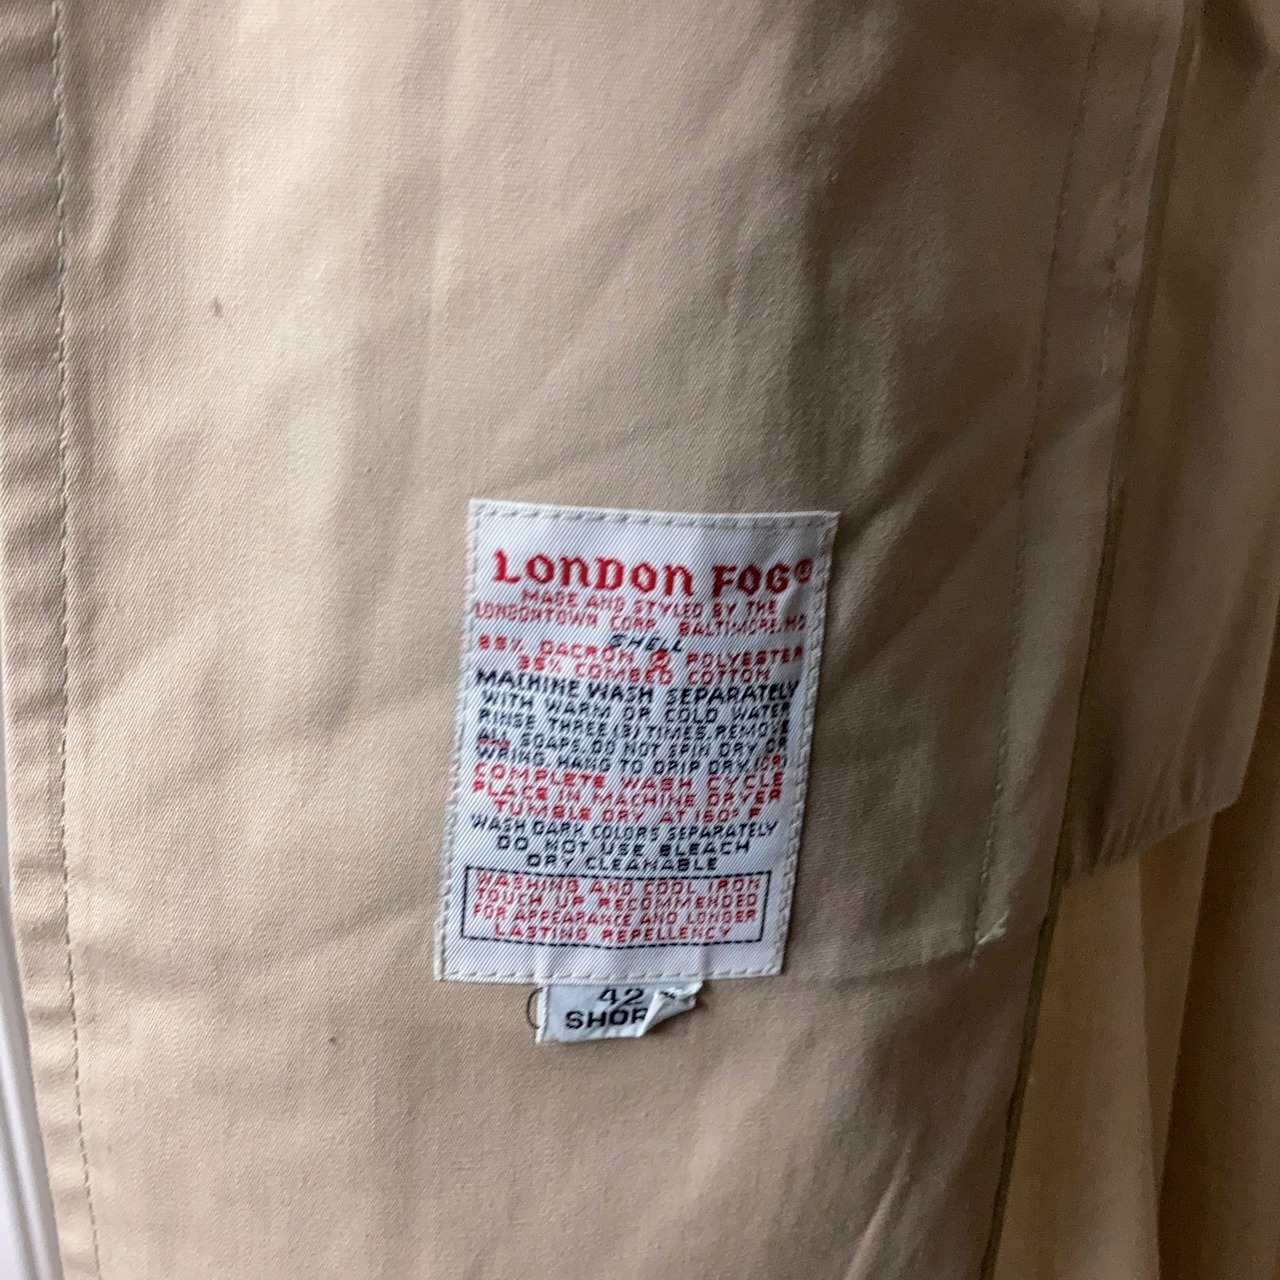 LONDON FOG®
MADE AND STYLED BY THE
LONDONTOWN CORP. BALTIMORE, MD
SHELL
65% DACRON ® POLYESTER
35% COMBED COTTON
MACHINE WASH SEPARATELY
WITH WARM OR COLD WATER
RINSE THREE (3) TIMES REMOVE
ALL SOAPS. DO NOT SPIN DRY OR
WRING. HANG TO DRIP DRY. (OR)
COMPLETE WASH CYCLE
PLACE IN MACHINE DRYER
TUMBLE DRY AT 160° F
WASH DARK COLORS SEPARATELY
DO NOT USE BLEACH
DRY CLEANABLE
WASHING AND COOL IRON
TOUCH UP RECOMMENDED
FOR APPEARANCE AND LONGER
LASTING REPELLENCY
42
SHOR